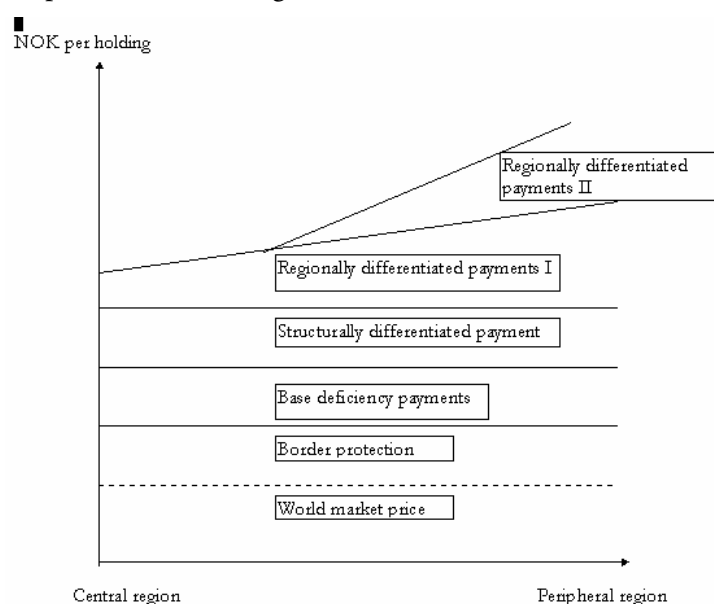 NOK per holding
Regionally differentiated
payments II
Regionally differentiated payments I
Structurally differentiated payment
Base deficiency payments
Border protection
World market price
Central region
Peripheral region